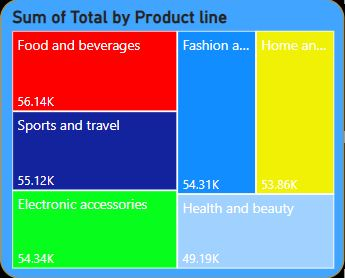 Sum of Total by Product line
Food and beverages
56.14K
Sports and travel
55.12K
Electronic accessories
54.34K
Fashion a...
54.31K
Home an...
53.86K
Health and beauty
49.19K